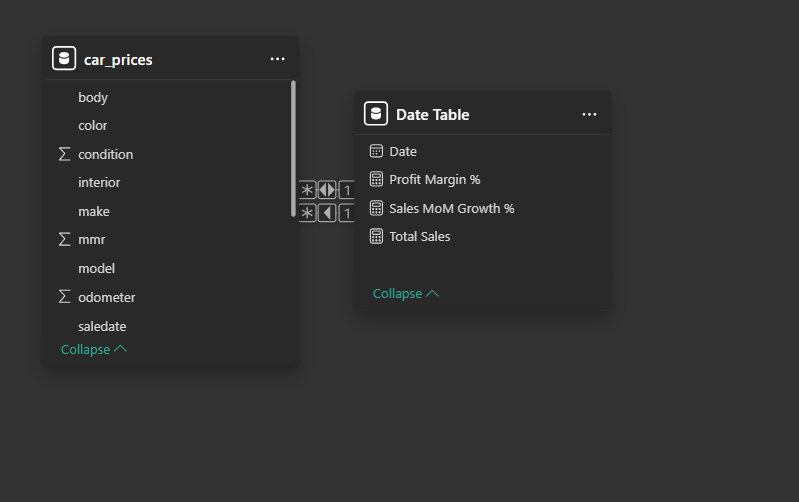 car_prices
body
color
condition
interior
make
mmr
model
odometer
saledate
Collapse
* 1
* 1
Date Table
Date
Profit Margin %
Sales MoM Growth %
Total Sales
Collapse